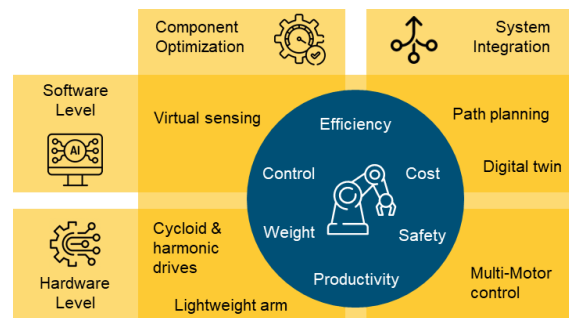 Component
Optimization
System
Integration
Software
Level
AI
Virtual sensing
Path planning
Digital twin
Efficiency
Control
Cost
Weight
Safety
Productivity
Hardware
Level
Cycloid &
harmonic
drives
Lightweight arm
Multi-Motor
control